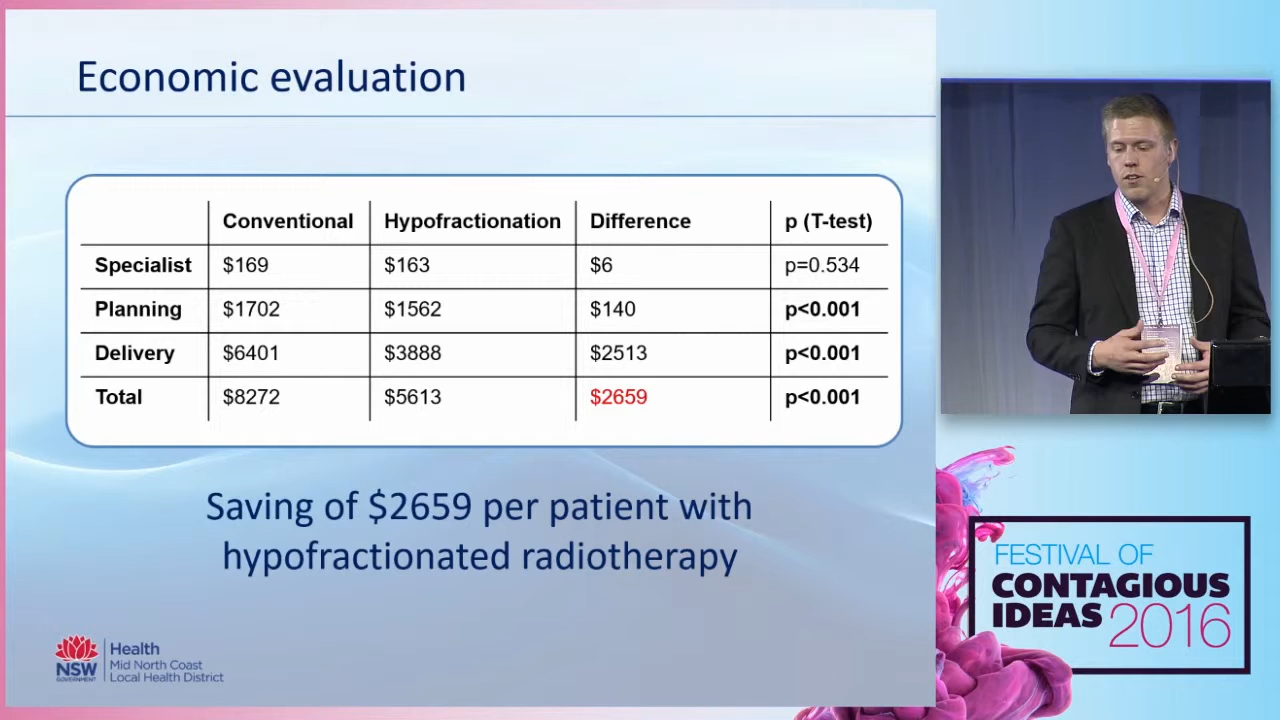 Economic evaluation
Conventional Hypofractionation Difference p (T-test)
Specialist $169 $163 $6 p=0.534
Planning $1702 $1562 $140 p<0.001
Delivery $6401 $3888 $2513 p<0.001
Total $8272 $5613 $2659 p<0.001
Saving of $2659 per patient with
hypofractionated radiotherapy
Health
Mid North Coast
Local Health District
NSW
GOVERNMENT
FESTIVAL OF
CONTAGIOUS
IDEAS 2016